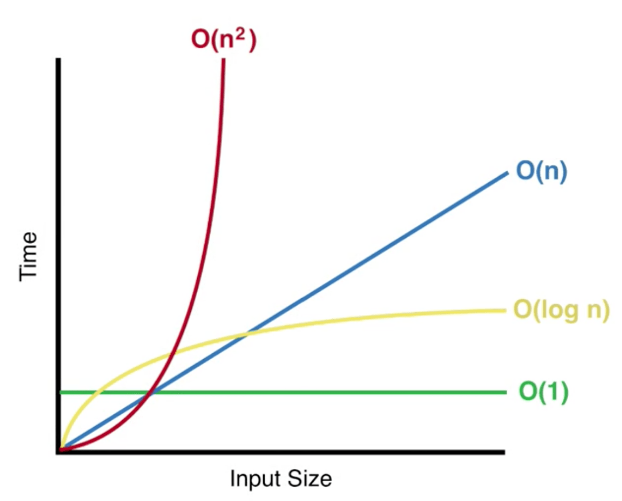 O(n²)
O(n)
Time
O(log n)
O(1)
Input Size